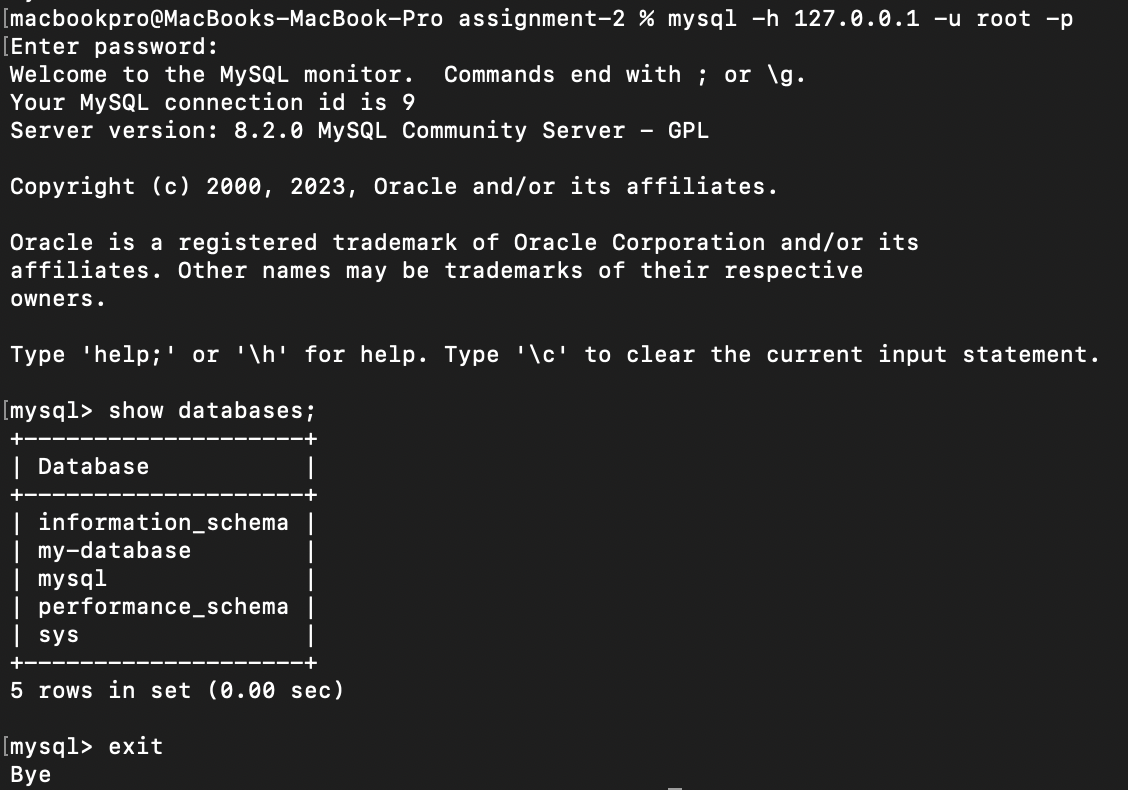 [macbookpro@MacBooks-MacBook-Pro assignment-2 % mysql -h 127.0.0.1 -u root -p
[Enter password:
Welcome to the MySQL monitor.  Commands end with ; or \g.
Your MySQL connection id is 9
Server version: 8.2.0 MySQL Community Server - GPL

Copyright (c) 2000, 2023, Oracle and/or its affiliates.

Oracle is a registered trademark of Oracle Corporation and/or its
affiliates. Other names may be trademarks of their respective
owners.

Type 'help;' or '\h' for help. Type '\c' to clear the current input statement.

[mysql> show databases;
+--------------------+
| Database           |
+--------------------+
| information_schema |
| my-database        |
| mysql              |
| performance_schema |
| sys                |
+--------------------+
5 rows in set (0.00 sec)

[mysql> exit
Bye